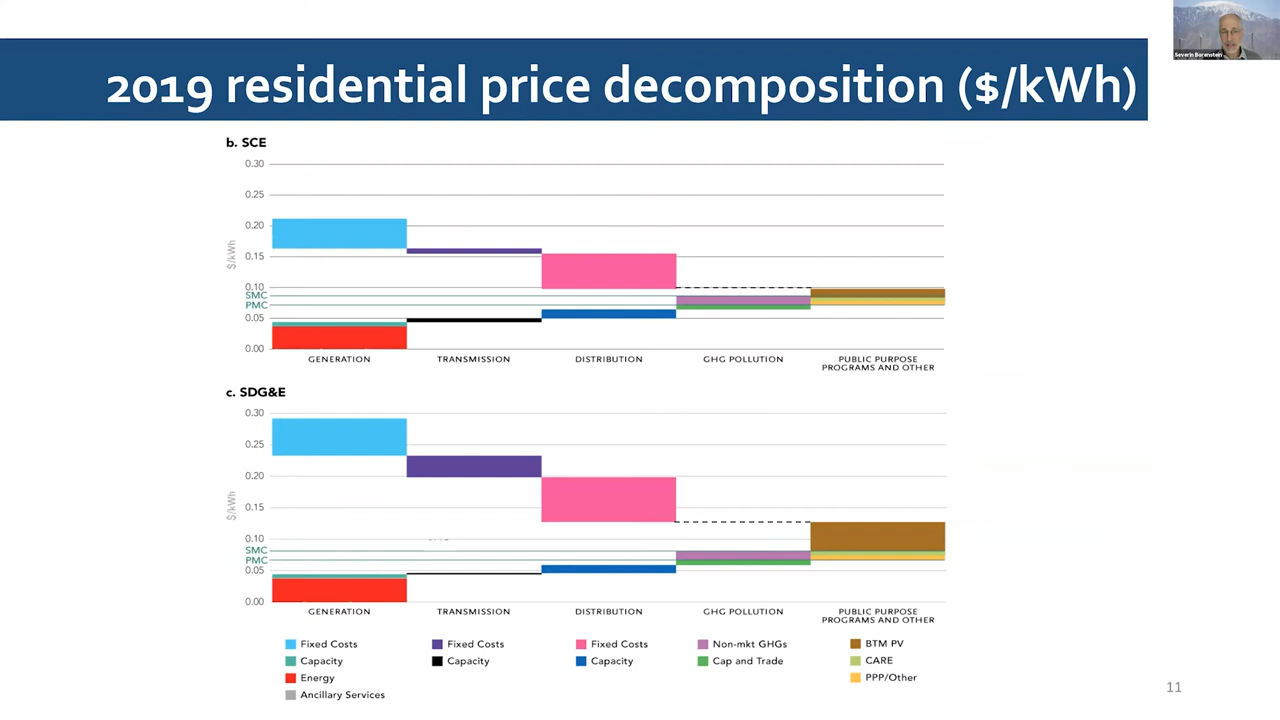 Severin Borenstein
2019 residential price decomposition ($/kWh)
b. SCE
0.30
0.25
0.20
0.15
0.10
SMC
PMC
0.05
0.00
$/kWh
GENERATION TRANSMISSION DISTRIBUTION GHG POLLUTION PUBLIC PURPOSE
PROGRAMS AND OTHER
c. SDG&E
0.30
0.25
0.20
0.15
0.10
SMC
PMC
0.05
0.00
$/kWh
GENERATION TRANSMISSION DISTRIBUTION GHG POLLUTION PUBLIC PURPOSE
PROGRAMS AND OTHER
Fixed Costs Fixed Costs Fixed Costs Non-mkt GHGs BTM PV
Capacity Capacity Capacity Cap and Trade CARE
Energy PPP/Other
Ancillary Services
11